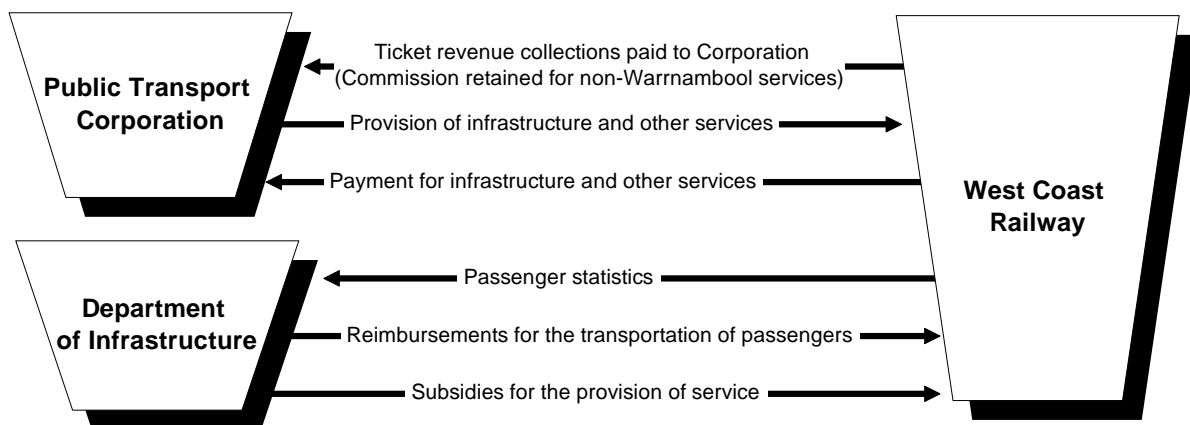 Public Transport
Corporation
Ticket revenue collections paid to Corporation
(Commission retained for non-Warrnambool services)
Provision of infrastructure and other services
Payment for infrastructure and other services
West Coast
Railway
Department
of Infrastructure
Passenger statistics
Reimbursements for the transportation of passengers
Subsidies for the provision of service